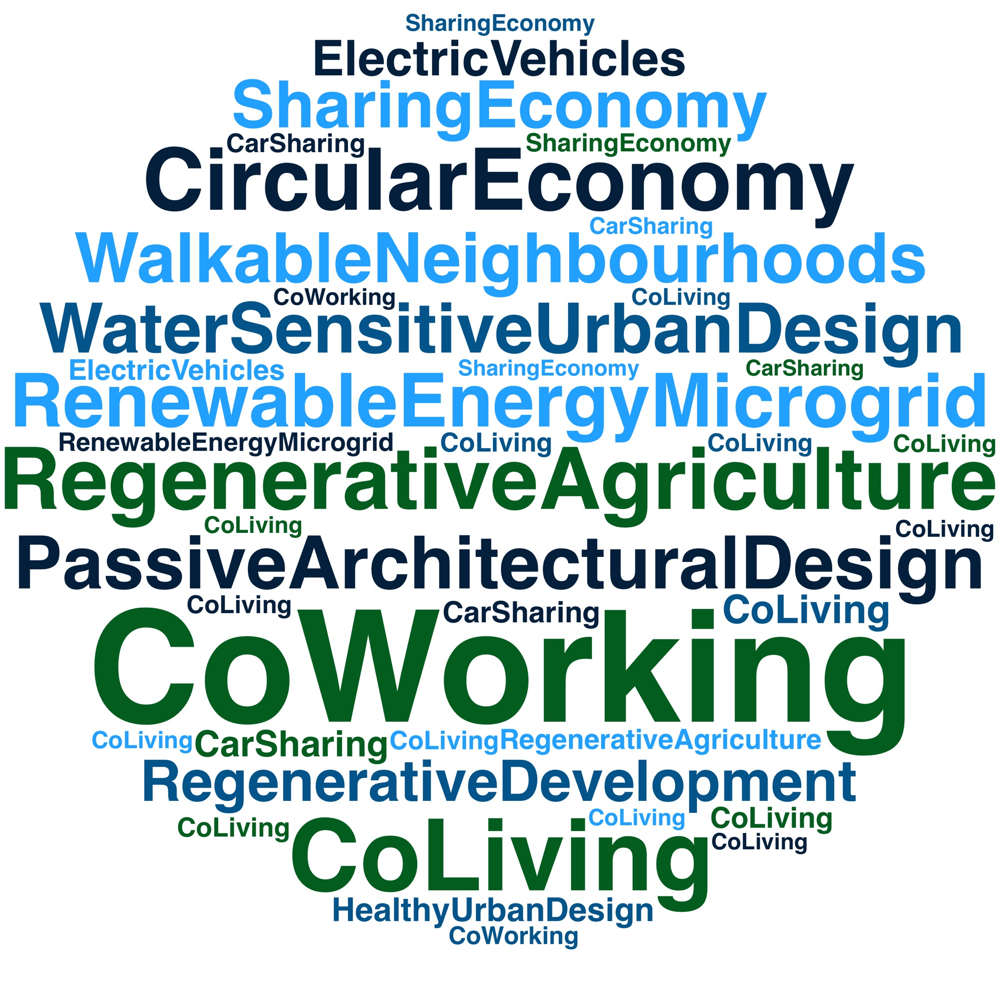 SharingEconomy
ElectricVehicles
SharingEconomy
CarSharing SharingEconomy
CircularEconomy
CarSharing
WalkableNeighbourhoods
CoWorking CoLiving
WaterSensitiveUrbanDesign
ElectricVehicles SharingEconomy CarSharing
RenewableEnergyMicrogrid
RenewableEnergyMicrogrid CoLiving CoLiving CoLiving
RegenerativeAgriculture
CoLiving CoLiving
PassiveArchitecturalDesign
CoLiving CarSharing CoLiving
CoWorking
CoLiving CarSharing CoLiving RegenerativeAgriculture
RegenerativeDevelopment
CoLiving CoLiving CoLiving
CoLiving CoLiving
HealthyUrbanDesign
CoWorking